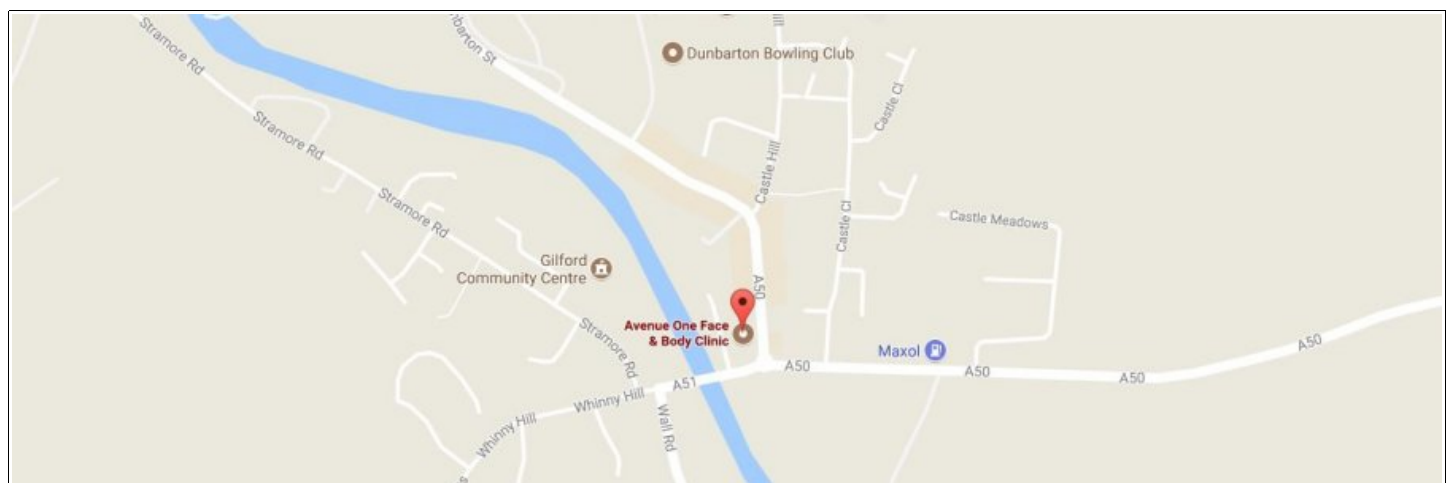 Stramore Rd
Dunbarton Bowling Club
Castle Cl
Stramore Rd
Castle Hill
Stramore Rd
Castle Cl
Castle Meadows
Gilford
Community Centre
A50
Avenue One Face
& Body Clinic
Stramore Rd
Maxol
A50
A50
A50
A50
A51
Whinny Hill
Whinny Hill
Wall Rd